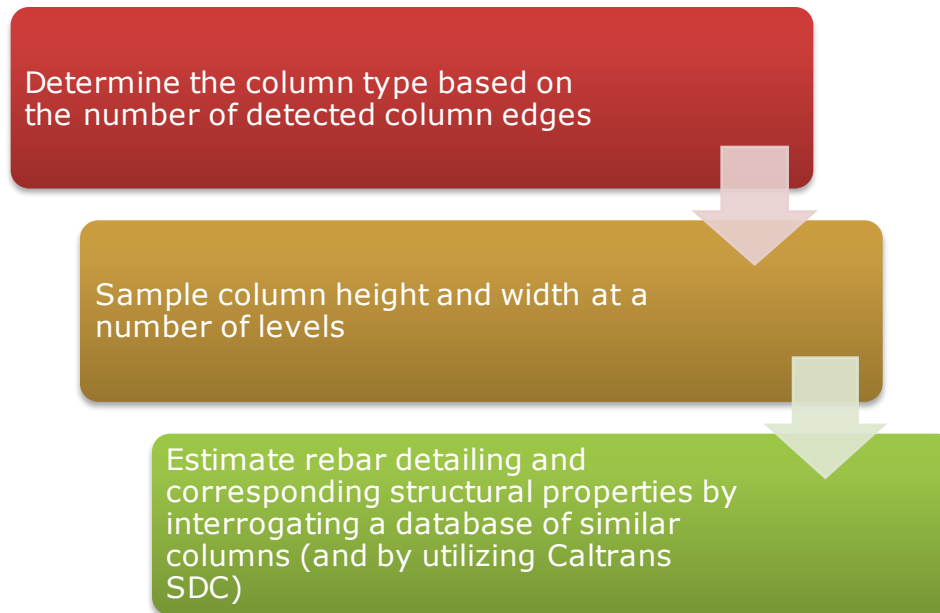 Determine the column type based on
the number of detected column edges
Sample column height and width at a
number of levels
Estimate rebar detailing and
corresponding structural properties by
interrogating a database of similar
columns (and by utilizing Caltrans
SDC)